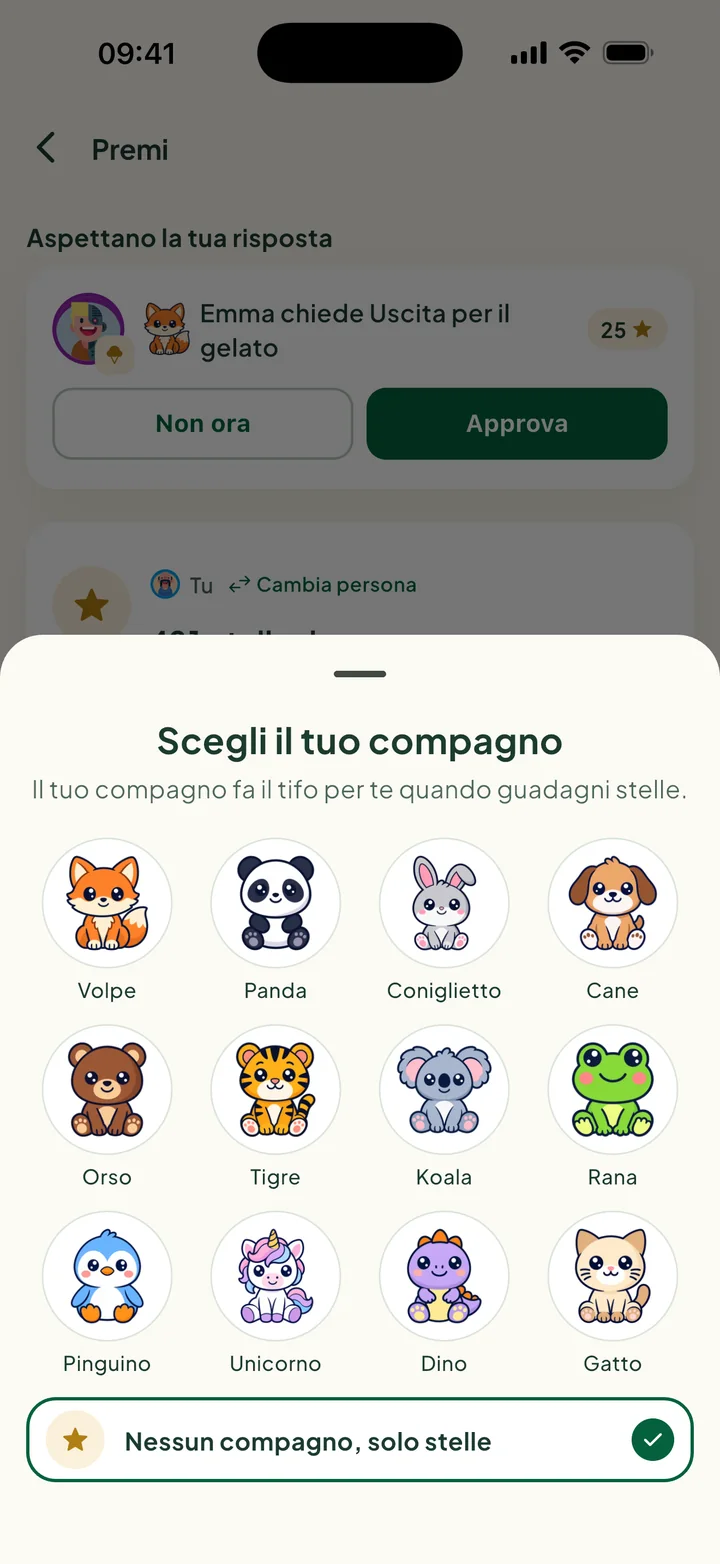 09:41
Premi
Aspettano la tua risposta
Emma chiede Uscita per il
gelato
25
Non ora
Approva
Tu
Cambia persona
Scegli il tuo compagno
Il tuo compagno fa il tifo per te quando guadagni stelle.
Volpe
Panda
Coniglietto
Cane
Orso
Tigre
Koala
Rana
Pinguino
Unicorno
Dino
Gatto
Nessun compagno, solo stelle